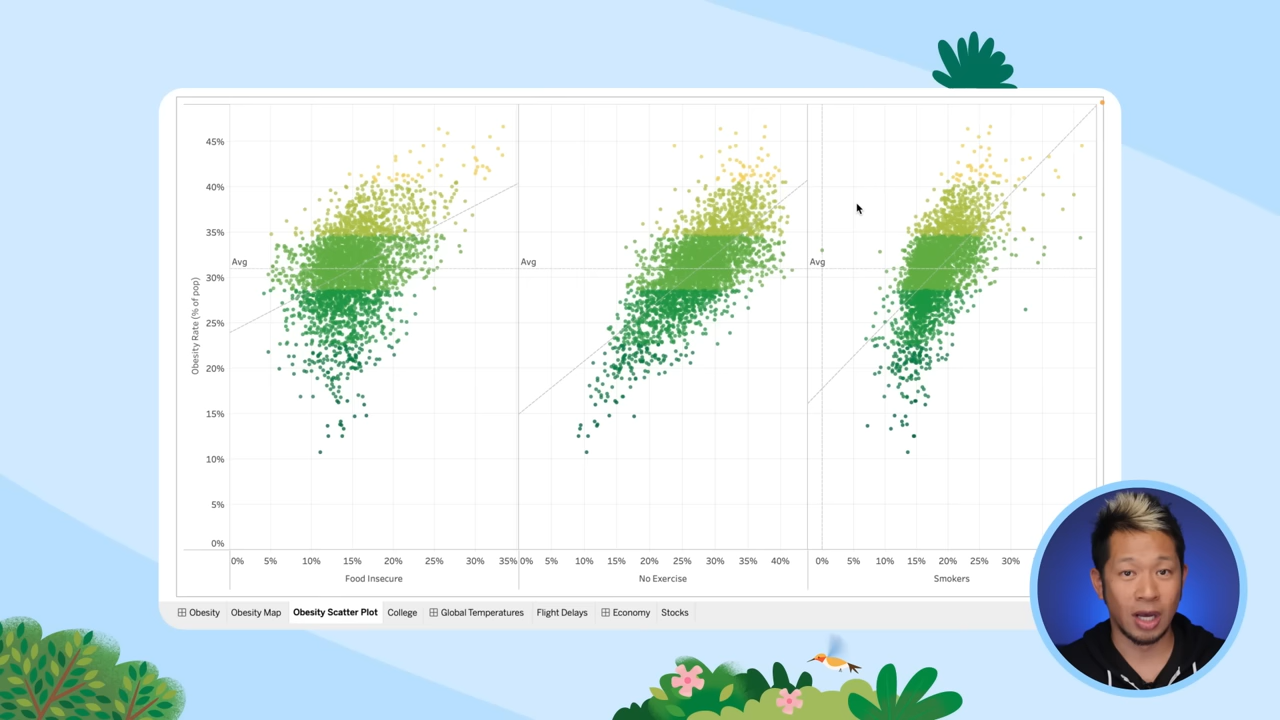 45%
40%
35%
Avg Avg Avg
30%
25%
20%
15%
10%
5%
0%
Obesity Rate (% of pop)
0% 5% 10% 15% 20% 25% 30% 35% 0% 5% 10% 15% 20% 25% 30% 35% 40% 0% 5% 10% 15% 20% 25% 30%
Food Insecure No Exercise Smokers
Obesity Obesity Map Obesity Scatter Plot College Global Temperatures Flight Delays Economy Stocks